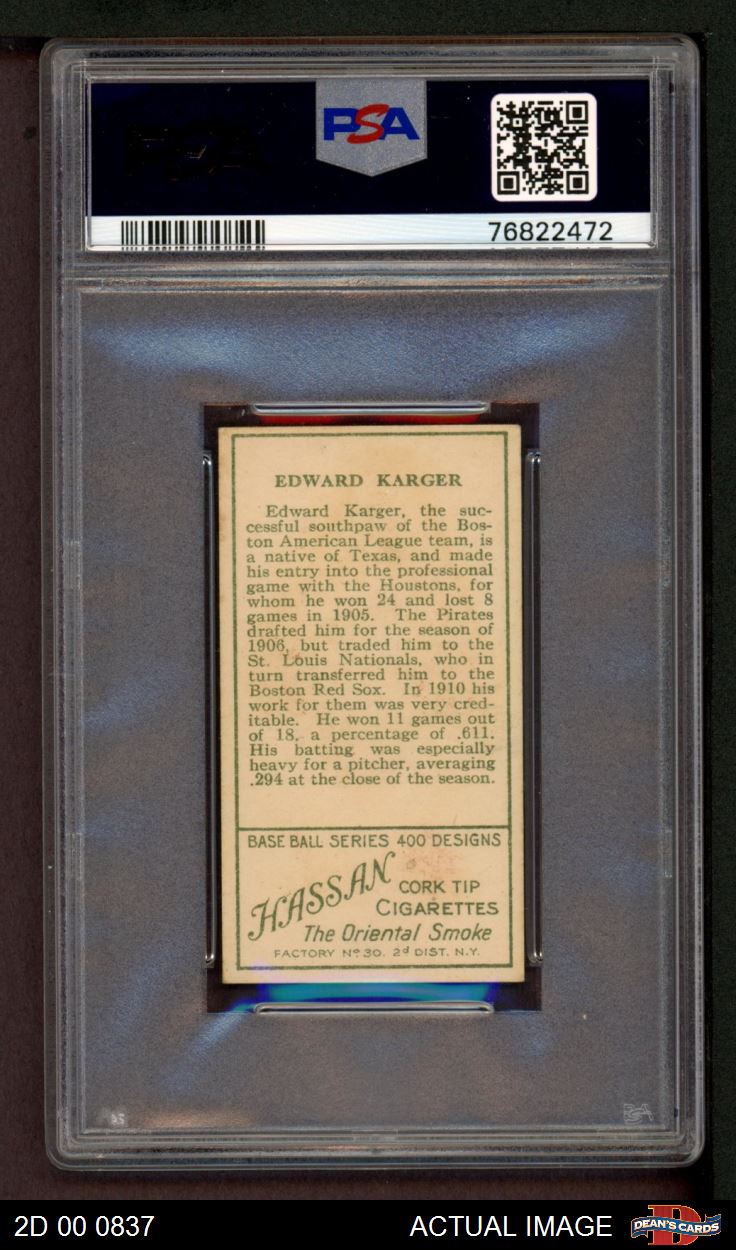 PSA
76822472
EDWARD KARGER
Edward Karger, the suc-
cessful southpaw of the Bos-
ton American League team, is
a native of Texas, and made
his entry into the professional
game with the Houstons, for
whom he won 24 and lost 8
games in 1905. The Pirates
drafted him for the season of
1906, but traded him to the
St. Louis Nationals, who in
turn transferred him to the
Boston Red Sox. In 1910 his
work for them was very cred-
itable. He won 11 games out
of 18, a percentage of .611.
His batting was especially
heavy for a pitcher, averaging
.294 at the close of the season.
BASE BALL SERIES 400 DESIGNS
HASSAN
CORK TIP
CIGARETTES
The Oriental Smoke
FACTORY Nº 30. 2d DIST. N.Y.
2D 00 0837
ACTUAL IMAGE
DEAN'S CARDS